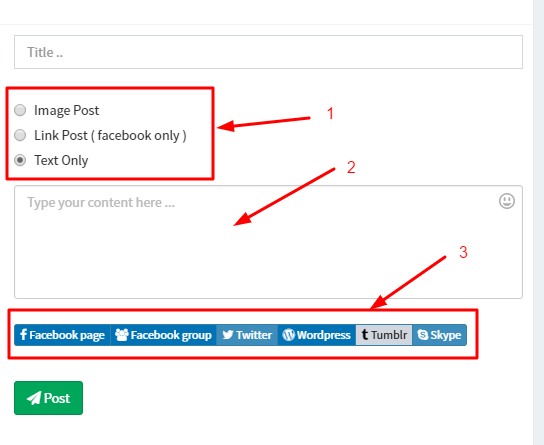 Title ..
Image Post
1
Link Post ( facebook only )
Text Only
2
Type your content here ...
3
Facebook page Facebook group Twitter Wordpress Tumblr Skype
Post